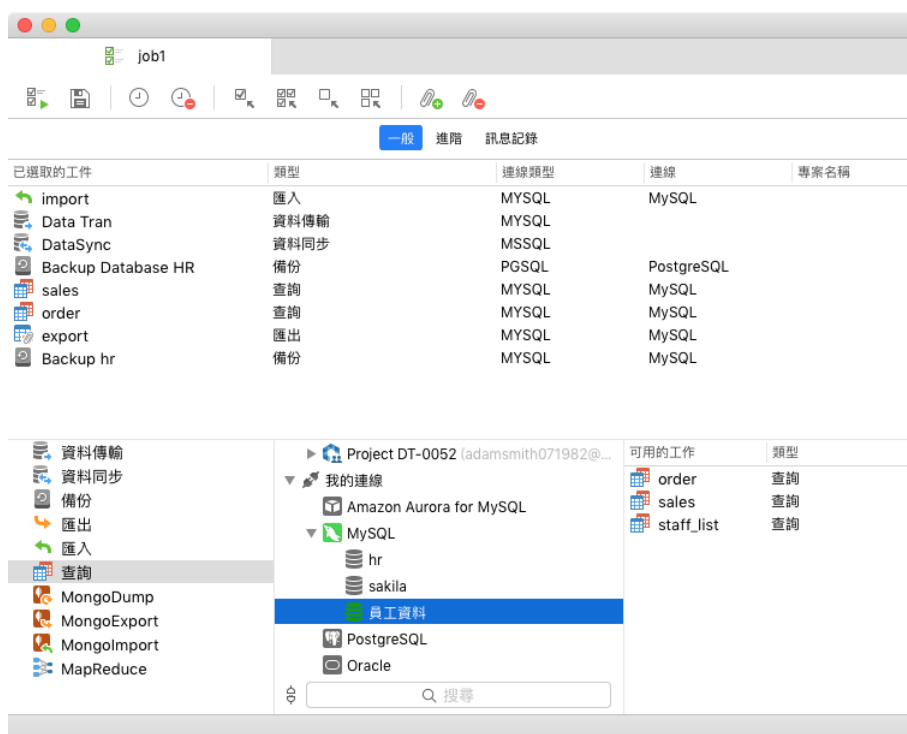 job1
一般 進階 訊息記錄
已選取的工件 類型 連線類型 連線 專案名稱
import 匯入 MYSQL MySQL
Data Tran 資料傳輸 MYSQL
DataSync 資料同步 MSSQL
Backup Database HR 備份 PGSQL PostgreSQL
sales 查詢 MYSQL MySQL
order 查詢 MYSQL MySQL
export 匯出 MYSQL MySQL
Backup hr 備份 MYSQL MySQL
資料傳輸
資料同步
備份
匯出
匯入
查詢
MongoDump
MongoExport
MongoImport
MapReduce
Project DT-0052 (adamsmith071982@...
我的連線
Amazon Aurora for MySQL
MySQL
hr
sakila
員工資料
PostgreSQL
Oracle
搜尋
可用的工作 類型
order 查詢
sales 查詢
staff_list 查詢